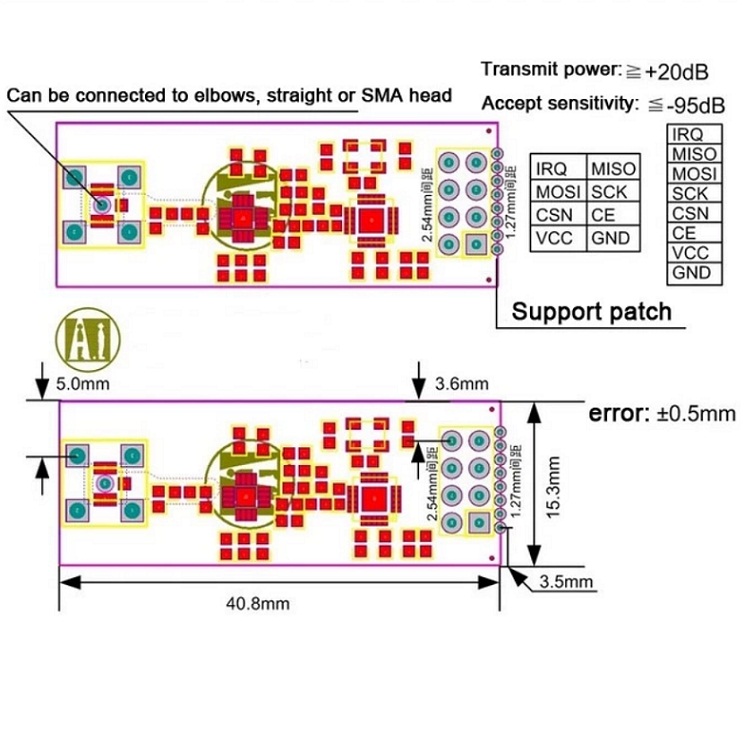 Transmit power: ≧ +20dB
Can be connected to elbows, straight or SMA head
Accept sensitivity: ≦ -95dB
2.54mm间距
1.27mm间距
IRQ MISO
MOSI SCK
CSN CE
VCC GND
IRQ
MISO
MOSI
SCK
CSN
CE
VCC
GND
Support patch
A.i
5.0mm
3.6mm
error: ±0.5mm
2.54mm间距
1.27mm间距
15.3mm
3.5mm
40.8mm